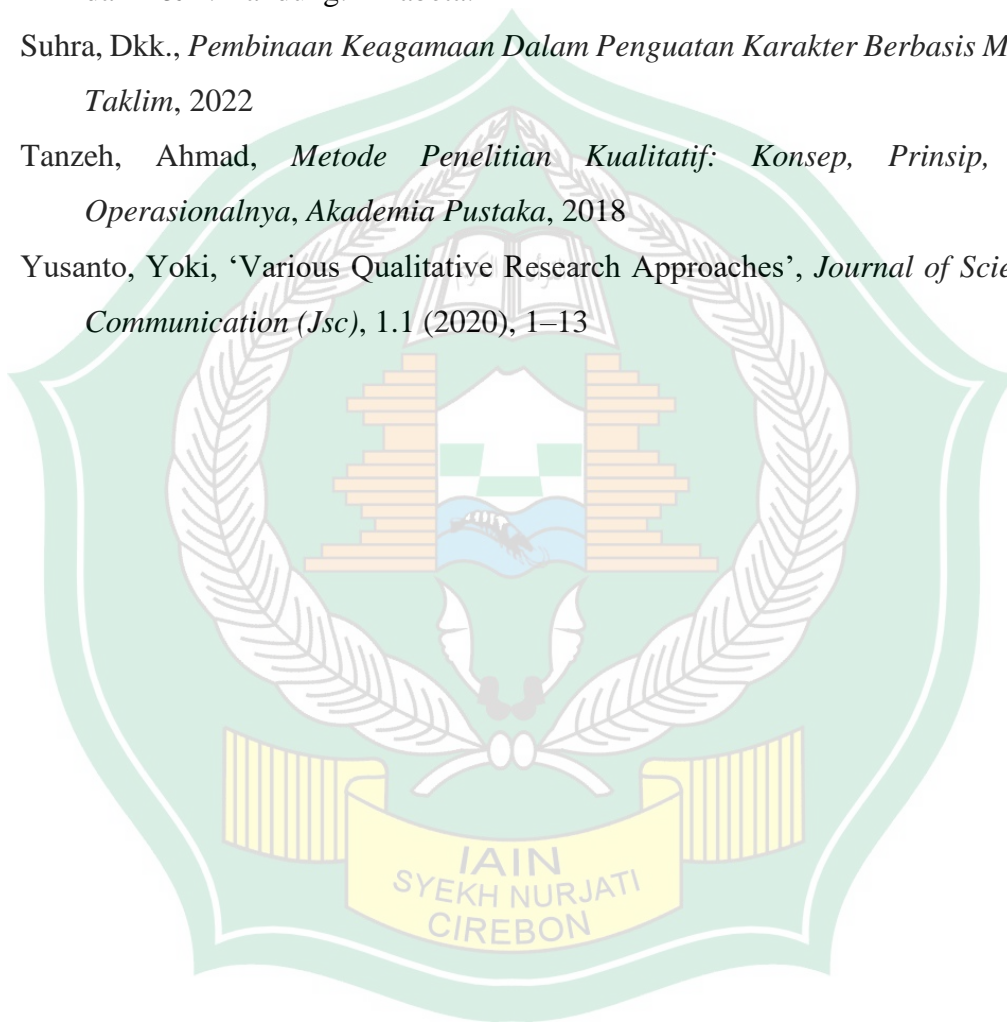 Suhra, Dkk., Pembinaan Keagamaan Dalam Penguatan Karakter Berbasis M
Taklim, 2022
Tanzeh, Ahmad, Metode Penelitian Kualitatif: Konsep, Prinsip,
Operasionalnya, Akademia Pustaka, 2018
Yusanto, Yoki, ‘Various Qualitative Research Approaches’, Journal of Scie
Communication (Jsc), 1.1 (2020), 1–13
IAIN
SYEKH NURJATI
CIREBON